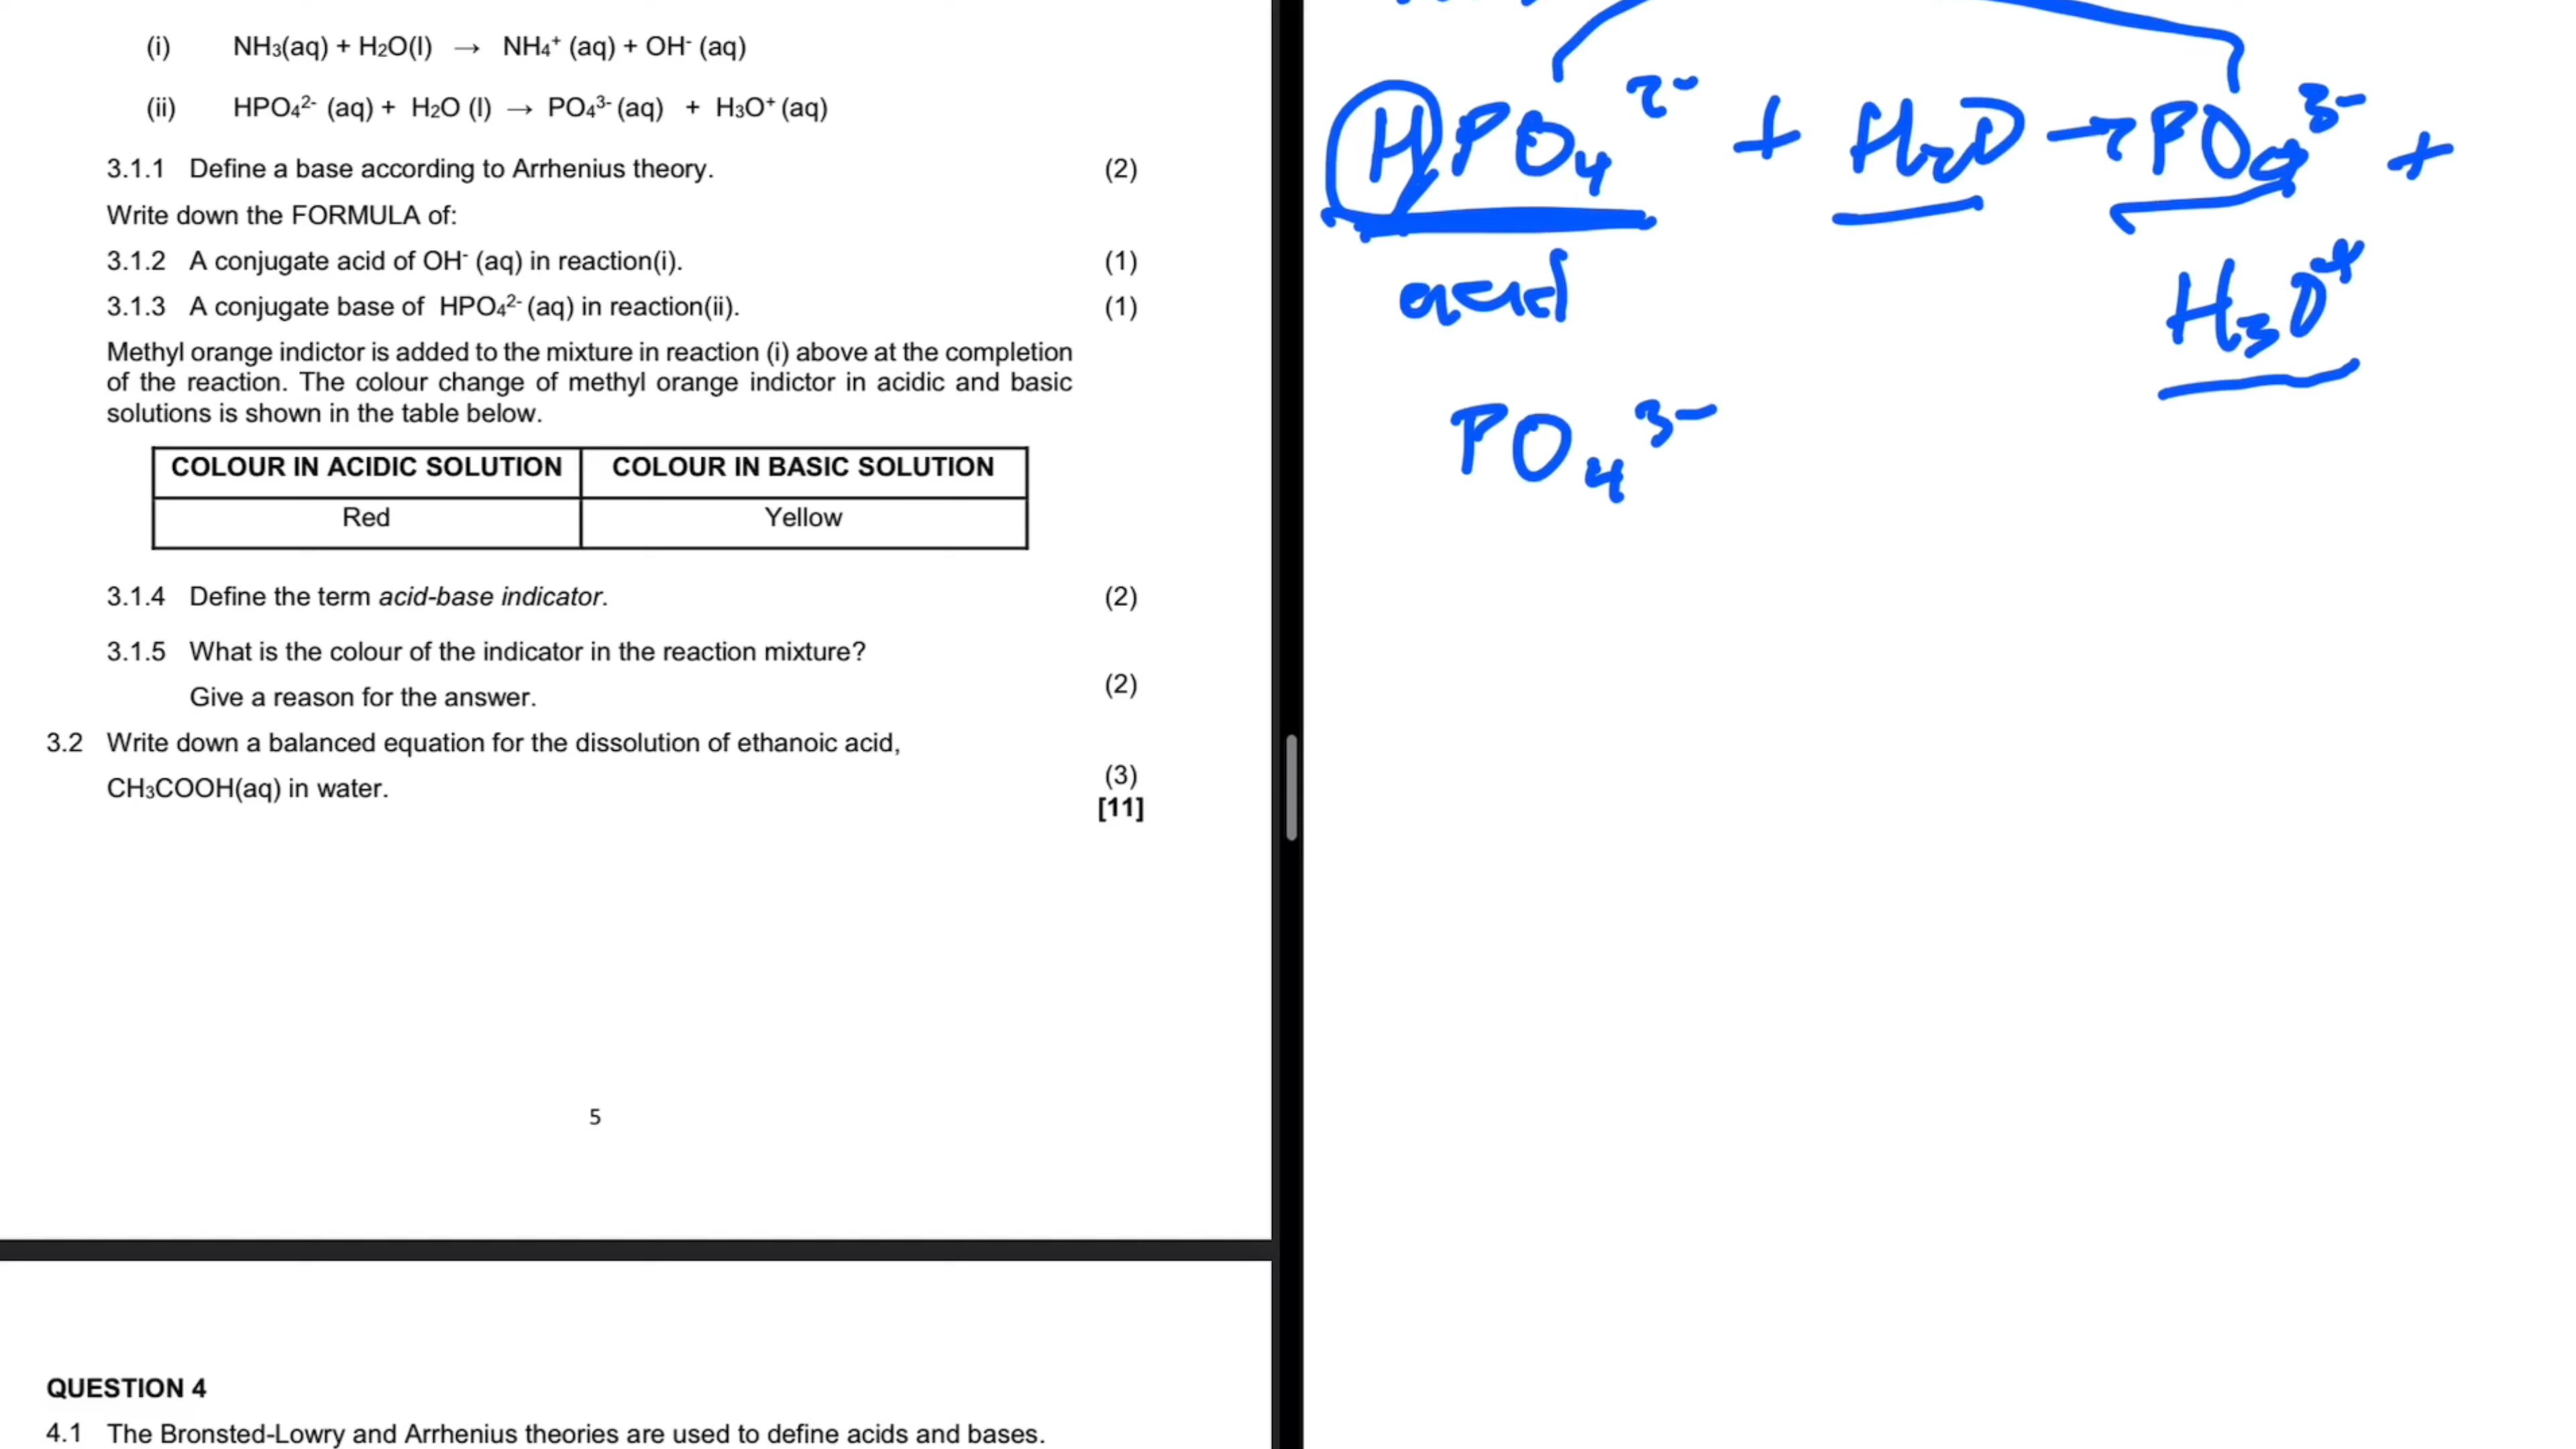 (i) NH₃(aq) + H₂O(l) → NH₄⁺ (aq) + OH⁻ (aq)
(ii) HPO₄²⁻ (aq) + H₂O (l) → PO₄³⁻ (aq) + H₃O⁺ (aq)
3.1.1 Define a base according to Arrhenius theory. (2)
Write down the FORMULA of:
3.1.2 A conjugate acid of OH⁻ (aq) in reaction(i). (1)
3.1.3 A conjugate base of HPO₄²⁻ (aq) in reaction(ii). (1)
Methyl orange indictor is added to the mixture in reaction (i) above at the completion
of the reaction. The colour change of methyl orange indictor in acidic and basic
solutions is shown in the table below.
COLOUR IN ACIDIC SOLUTION COLOUR IN BASIC SOLUTION
Red Yellow
3.1.4 Define the term acid-base indicator. (2)
3.1.5 What is the colour of the indicator in the reaction mixture?
Give a reason for the answer. (2)
3.2 Write down a balanced equation for the dissolution of ethanoic acid,
CH₃COOH(aq) in water. (3)
[11]
5
QUESTION 4
4.1 The Bronsted-Lowry and Arrhenius theories are used to define acids and bases.
HPO₄²⁻ + H₂O → PO₄³⁻ +
H₃O⁺
acid
PO₄³⁻